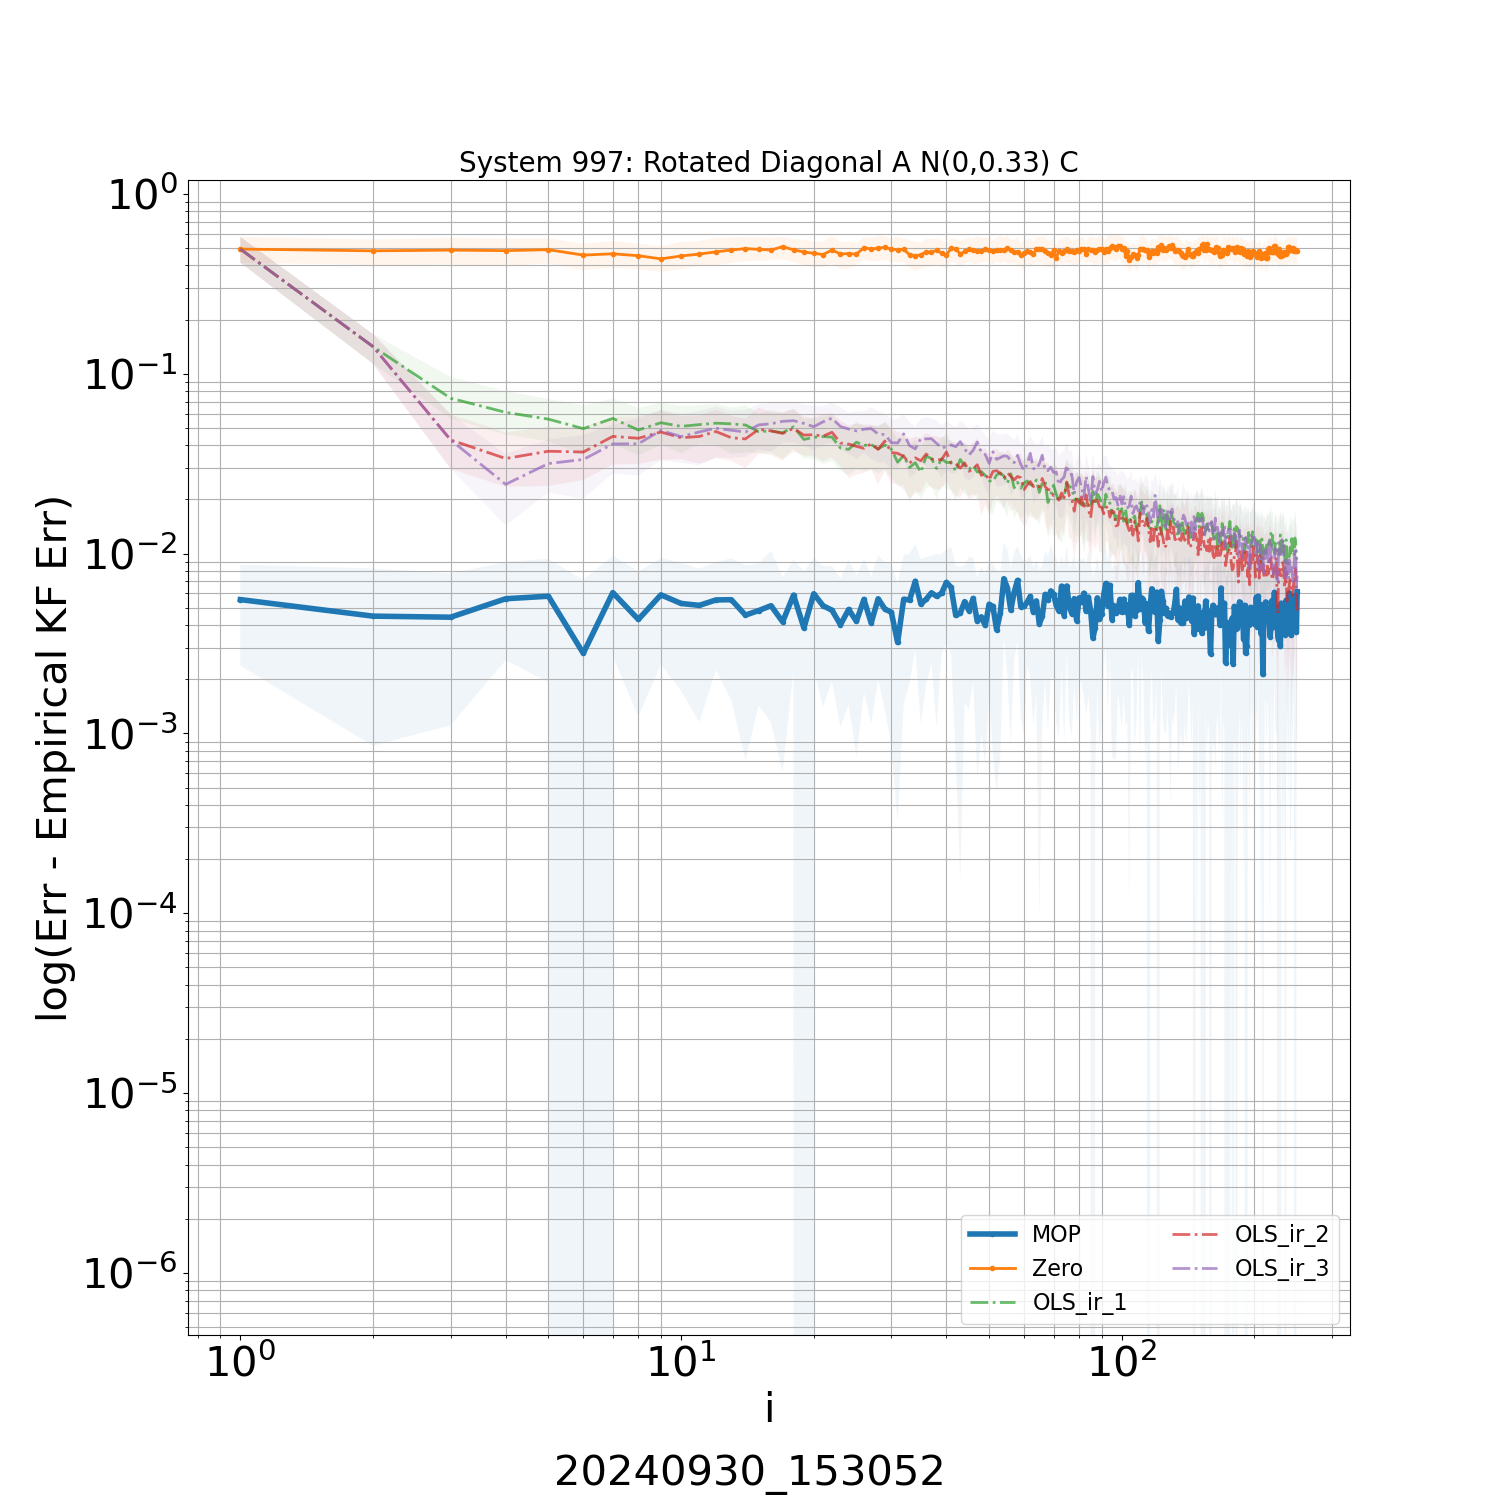 System 997: Rotated Diagonal A N(0,0.33) C
log(Err - Empirical KF Err)
10⁰
10⁻¹
10⁻²
10⁻³
10⁻⁴
10⁻⁵
10⁻⁶
MOP
Zero
OLS_ir_1
OLS_ir_2
OLS_ir_3
10⁰ 10¹ 10²
i
20240930_153052